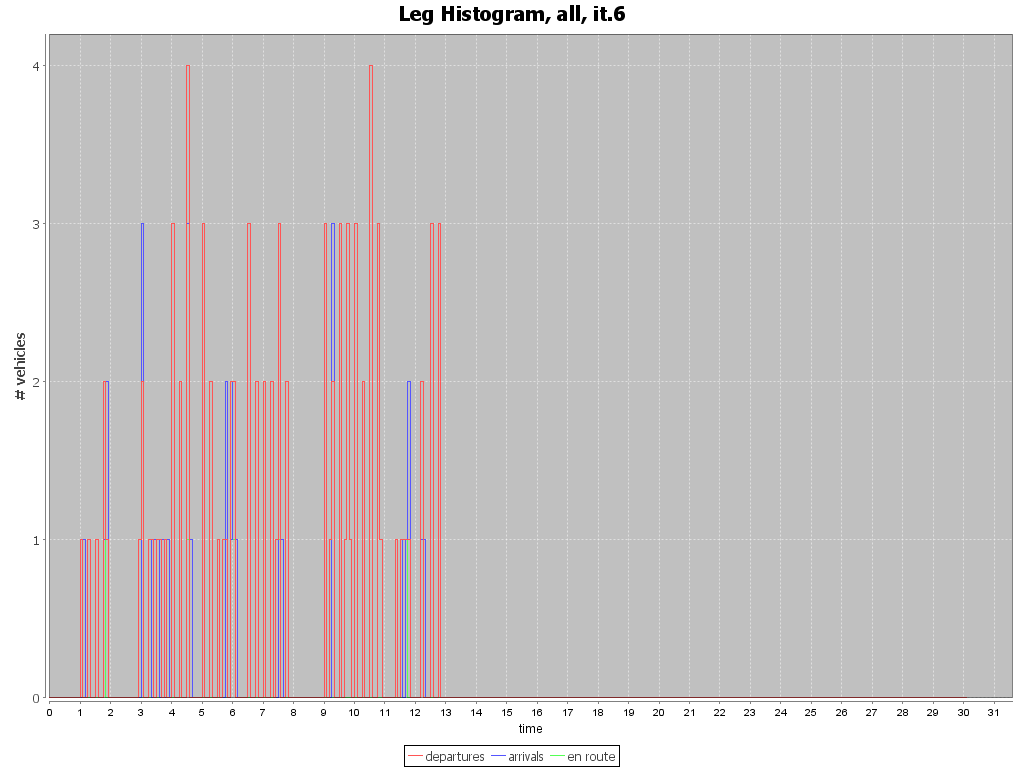 Leg Histogram, all, it.6
# vehicles
4
3
2
1
0
0 1 2 3 4 5 6 7 8 9 10 11 12 13 14 15 16 17 18 19 20 21 22 23 24 25 26 27 28 29 30 31
time
departures arrivals en route